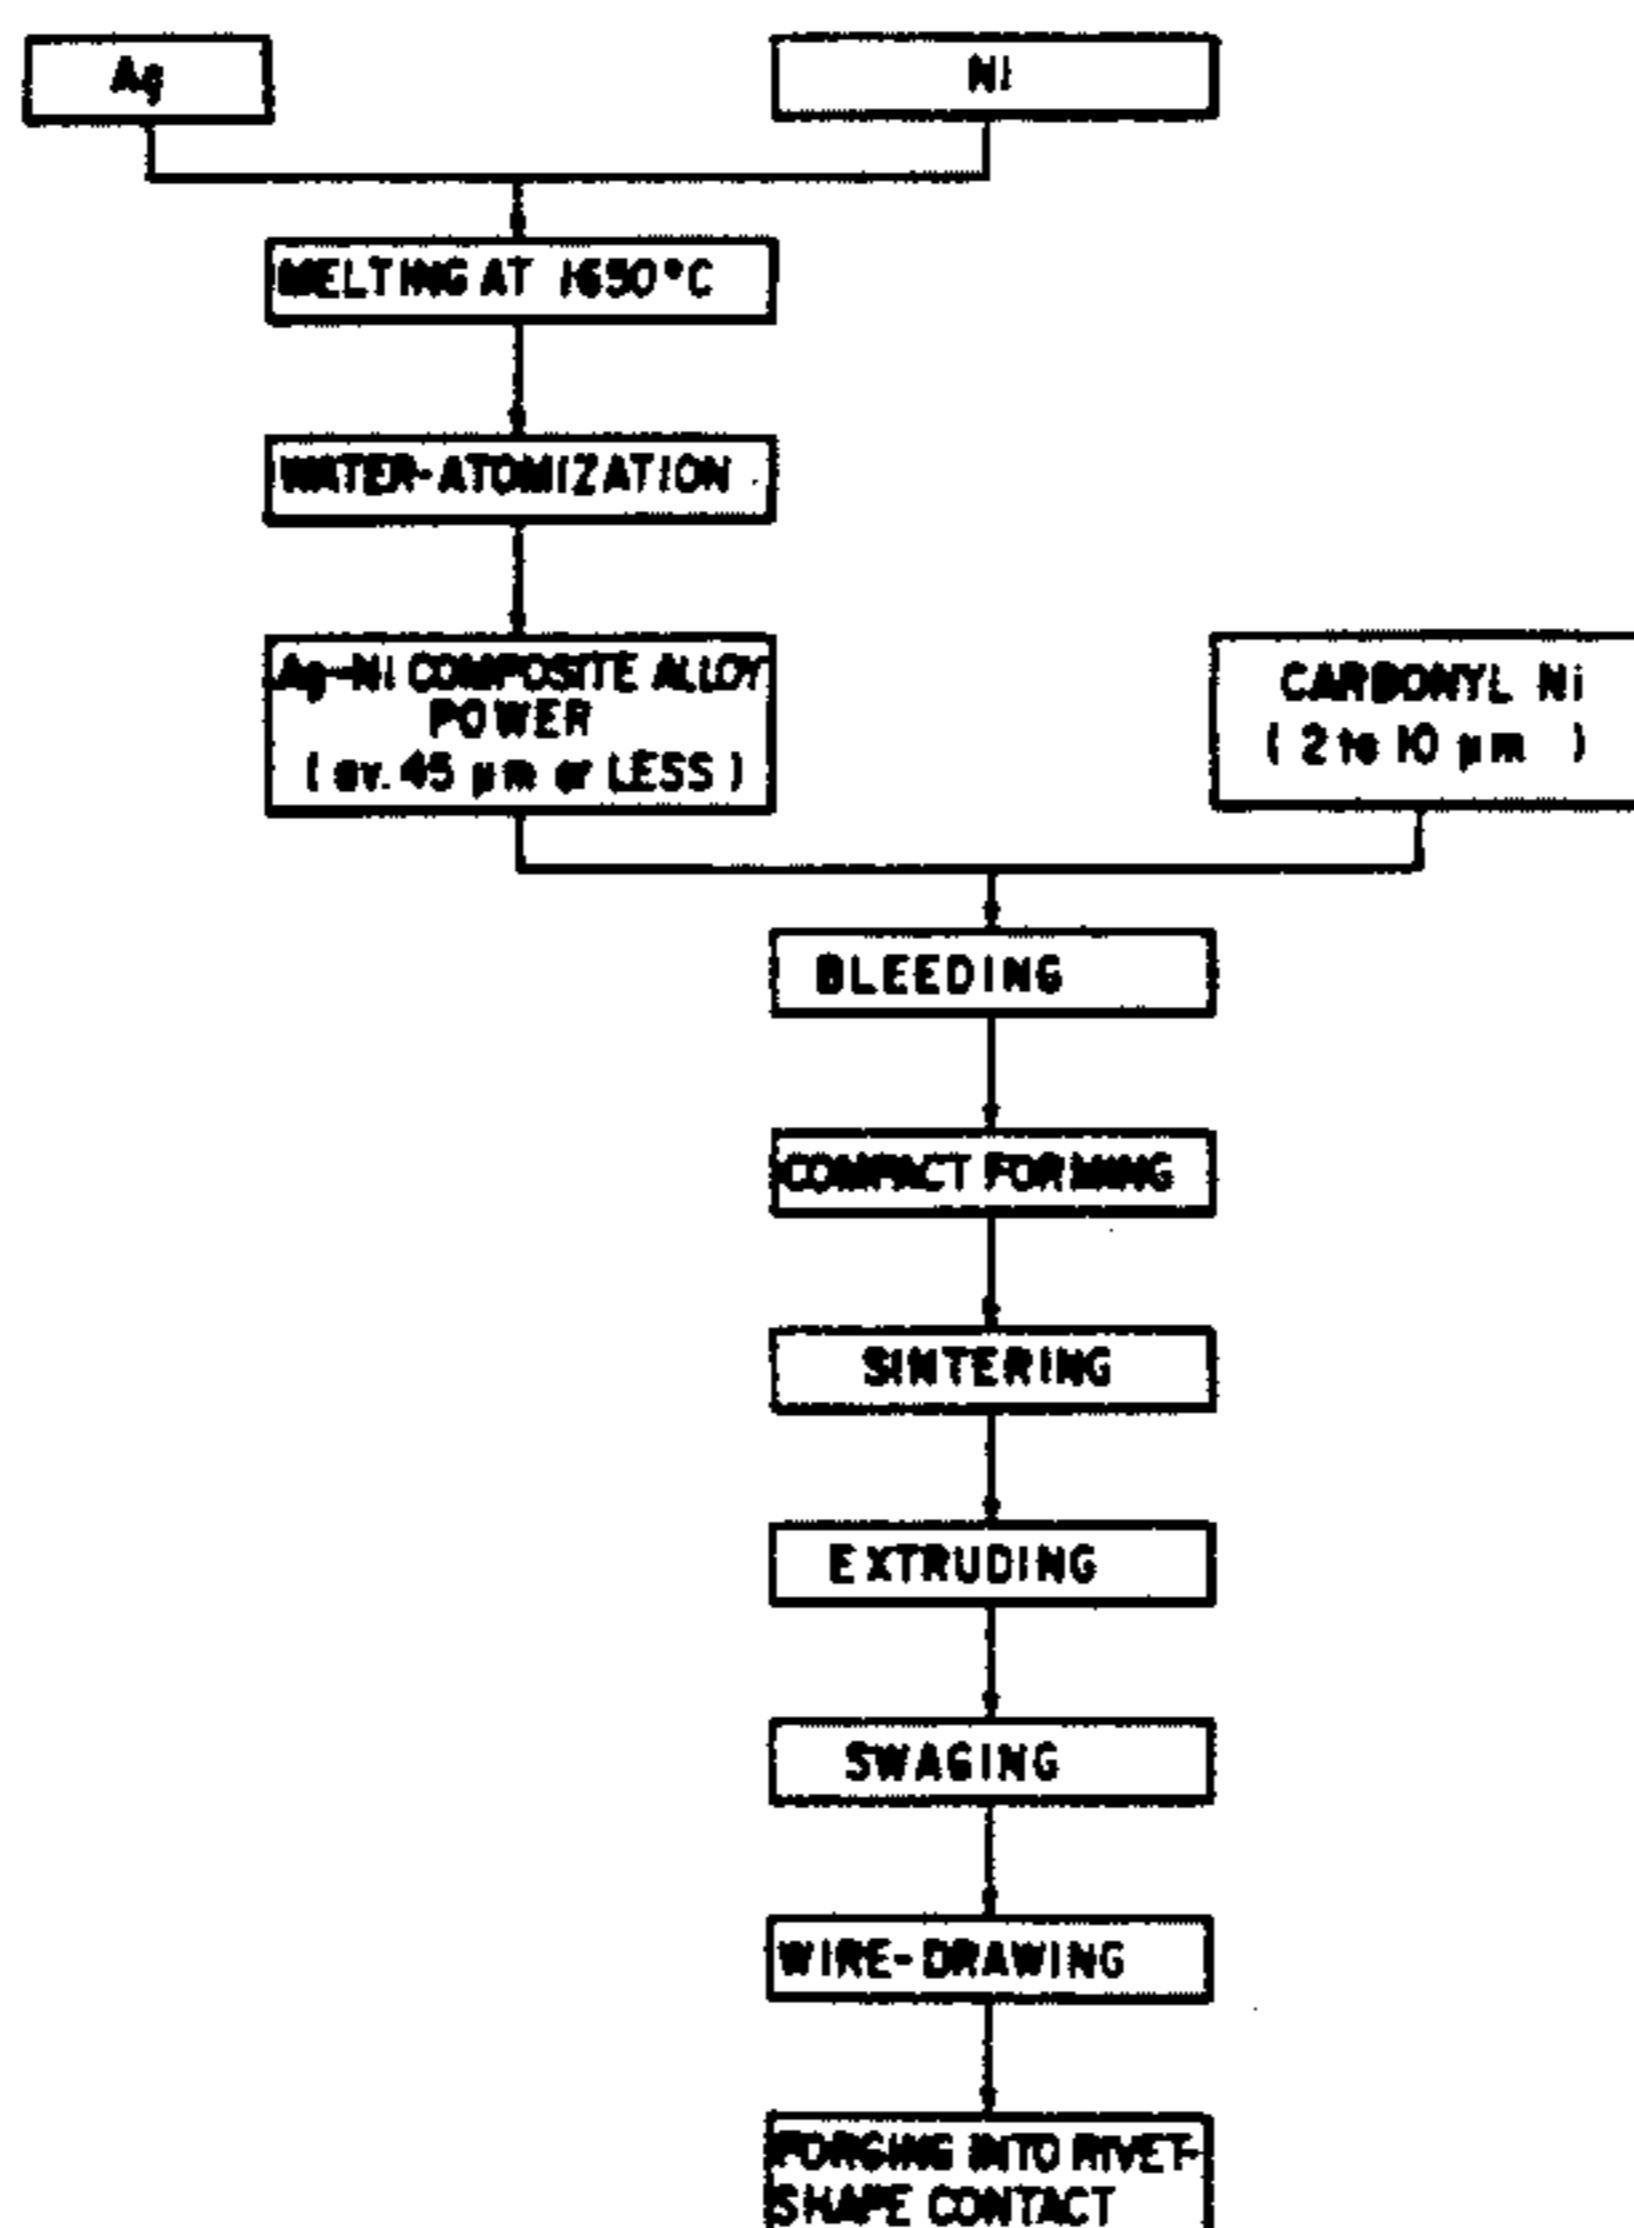 Ag
Ni
MELTING AT 1650°C
WATER-ATOMIZATION
Ag-Ni COMPOSITE ALLOY
POWER
(av. 45 μm or LESS)
CARBONYL Ni
(2 to 10 μm)
BLEEDING
COMPACT FORMING
SINTERING
EXTRUDING
SWAGING
WIRE-DRAWING
FORGING INTO RIVET-
SHAPE CONTACT